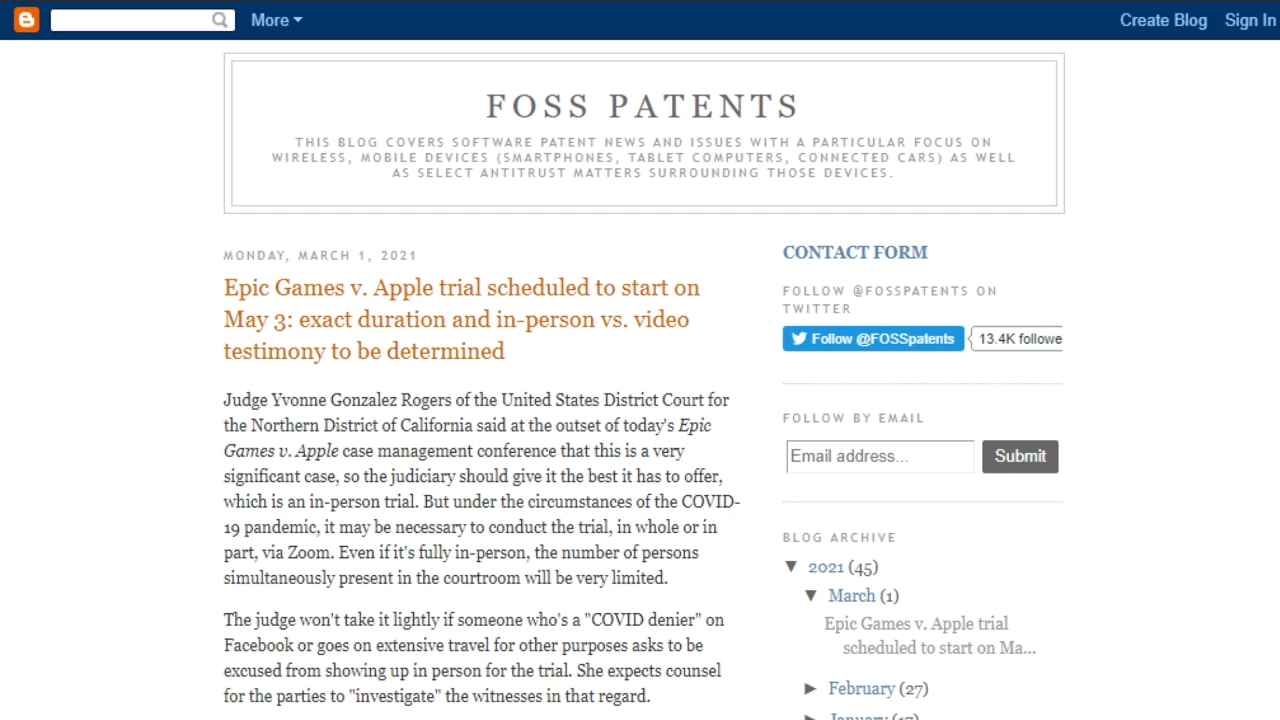 More
Create Blog
Sign In
FOSS PATENTS
THIS BLOG COVERS SOFTWARE PATENT NEWS AND ISSUES WITH A PARTICULAR FOCUS ON
WIRELESS, MOBILE DEVICES (SMARTPHONES, TABLET COMPUTERS, CONNECTED CARS) AS WELL
AS SELECT ANTITRUST MATTERS SURROUNDING THOSE DEVICES.
MONDAY, MARCH 1, 2021
Epic Games v. Apple trial scheduled to start on
May 3: exact duration and in-person vs. video
testimony to be determined
Judge Yvonne Gonzalez Rogers of the United States District Court for
the Northern District of California said at the outset of today's Epic
Games v. Apple case management conference that this is a very
significant case, so the judiciary should give it the best it has to offer,
which is an in-person trial. But under the circumstances of the COVID-
19 pandemic, it may be necessary to conduct the trial, in whole or in
part, via Zoom. Even if it's fully in-person, the number of persons
simultaneously present in the courtroom will be very limited.
The judge won't take it lightly if someone who's a "COVID denier" on
Facebook or goes on extensive travel for other purposes asks to be
excused from showing up in person for the trial. She expects counsel
for the parties to "investigate" the witnesses in that regard.
CONTACT FORM
FOLLOW @FOSSPATENTS ON
TWITTER
Follow @FOSSpatents
13.4K followe
FOLLOW BY EMAIL
Email address...
Submit
BLOG ARCHIVE
▼ 2021 (45)
▼ March (1)
Epic Games v. Apple trial
scheduled to start on Ma...
► February (27)
► January (17)